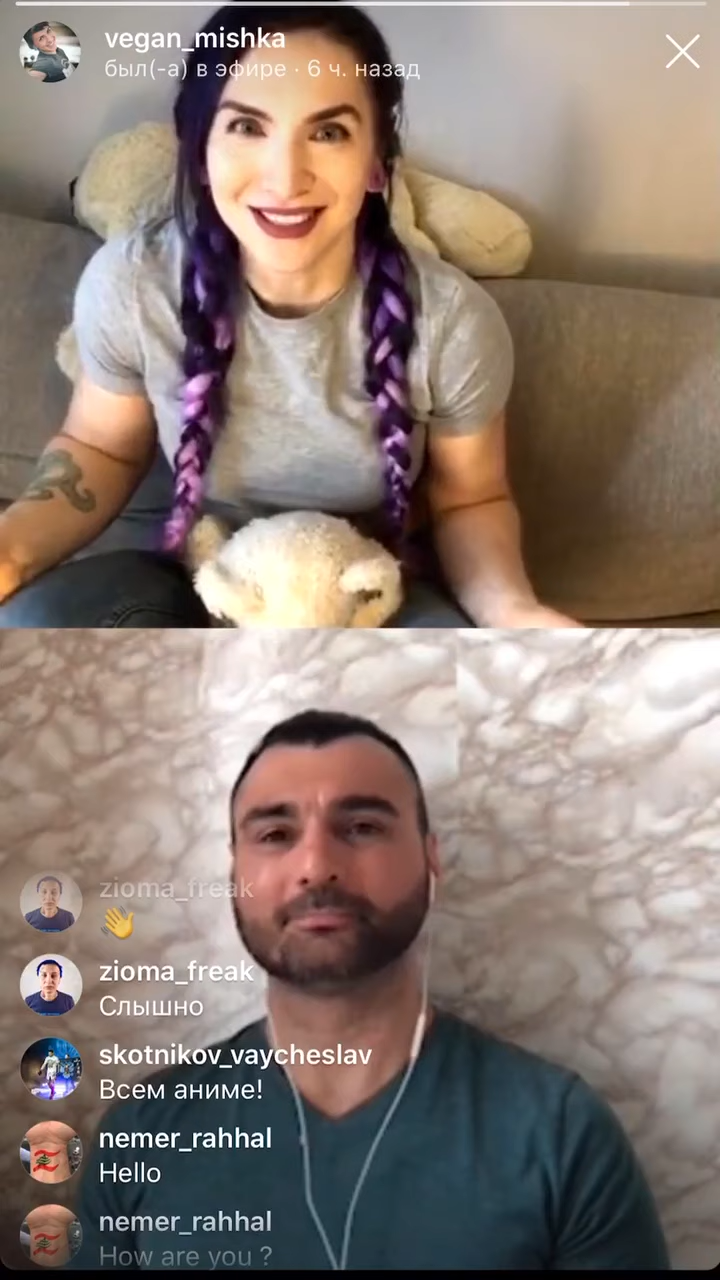 vegan_mishka
был(-а) в эфире · 6 ч. назад
zioma_freak
👋
zioma_freak
Слышно
skotnikov_vaycheslav
Всем аниме!
nemer_rahhal
Hello
nemer_rahhal
How are you ?